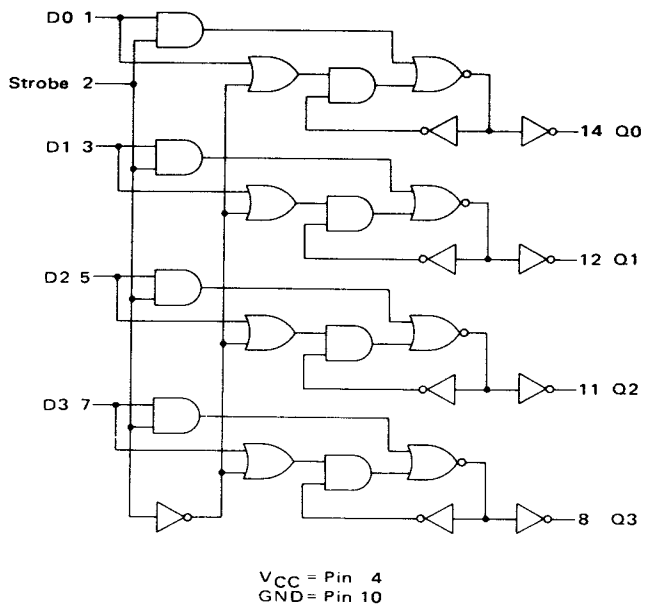 D0 1
Strobe 2
14 Q0
D1 3
12 Q1
D2 5
11 Q2
D3 7
8 Q3
VCC = Pin 4
GND = Pin 10